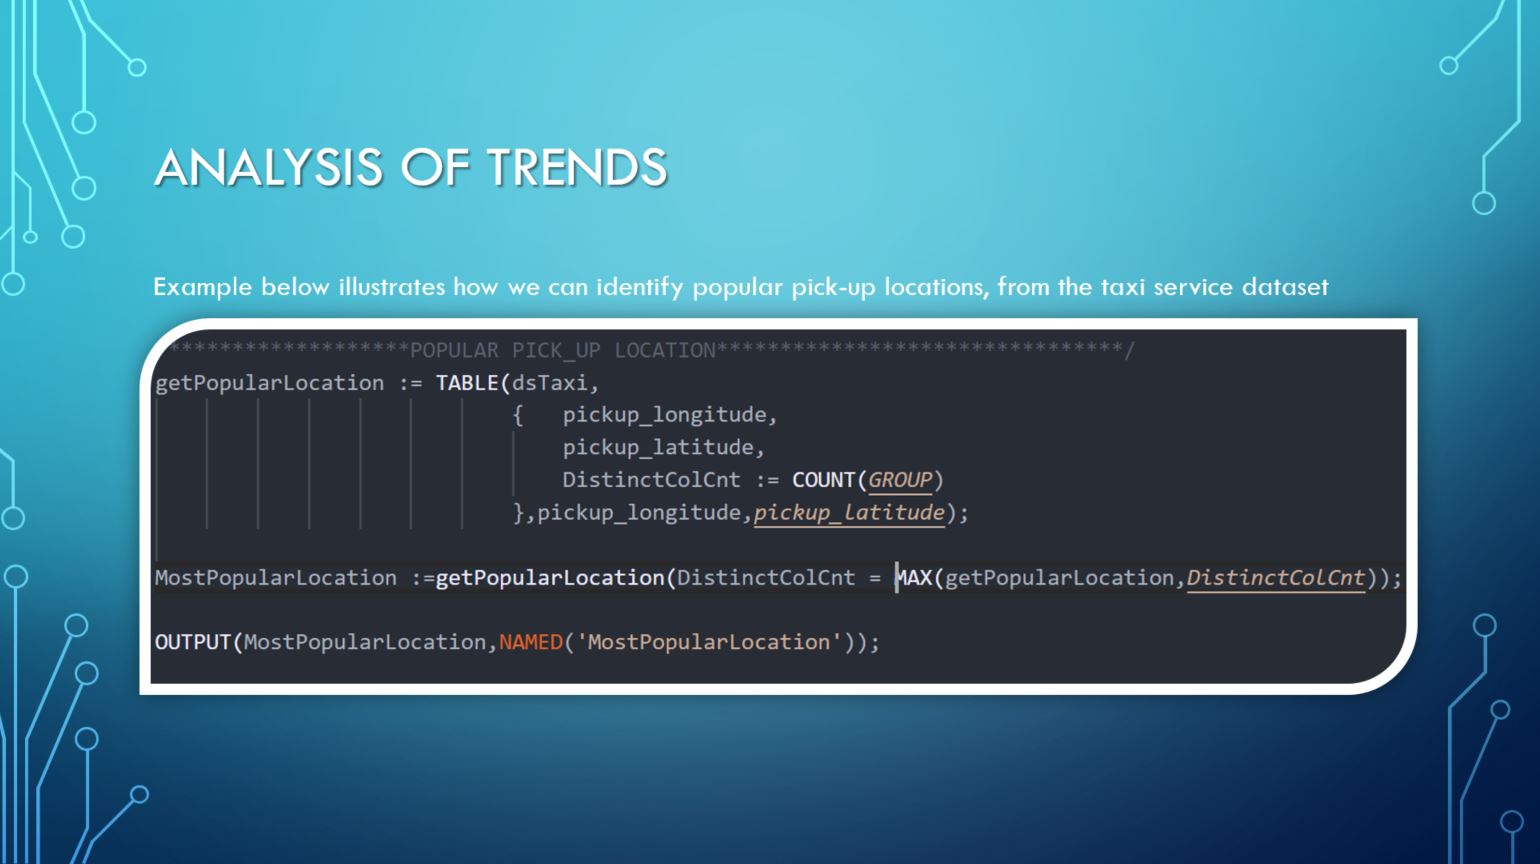 ANALYSIS OF TRENDS
Example below illustrates how we can identify popular pick-up locations, from the taxi service dataset
*******************POPULAR PICK_UP LOCATION********************************/
getPopularLocation := TABLE(dsTaxi,
{ pickup_longitude,
pickup_latitude,
DistinctColCnt := COUNT(GROUP)
},pickup_longitude,pickup_latitude);
MostPopularLocation :=getPopularLocation(DistinctColCnt = MAX(getPopularLocation,DistinctColCnt));
OUTPUT(MostPopularLocation,NAMED('MostPopularLocation'));